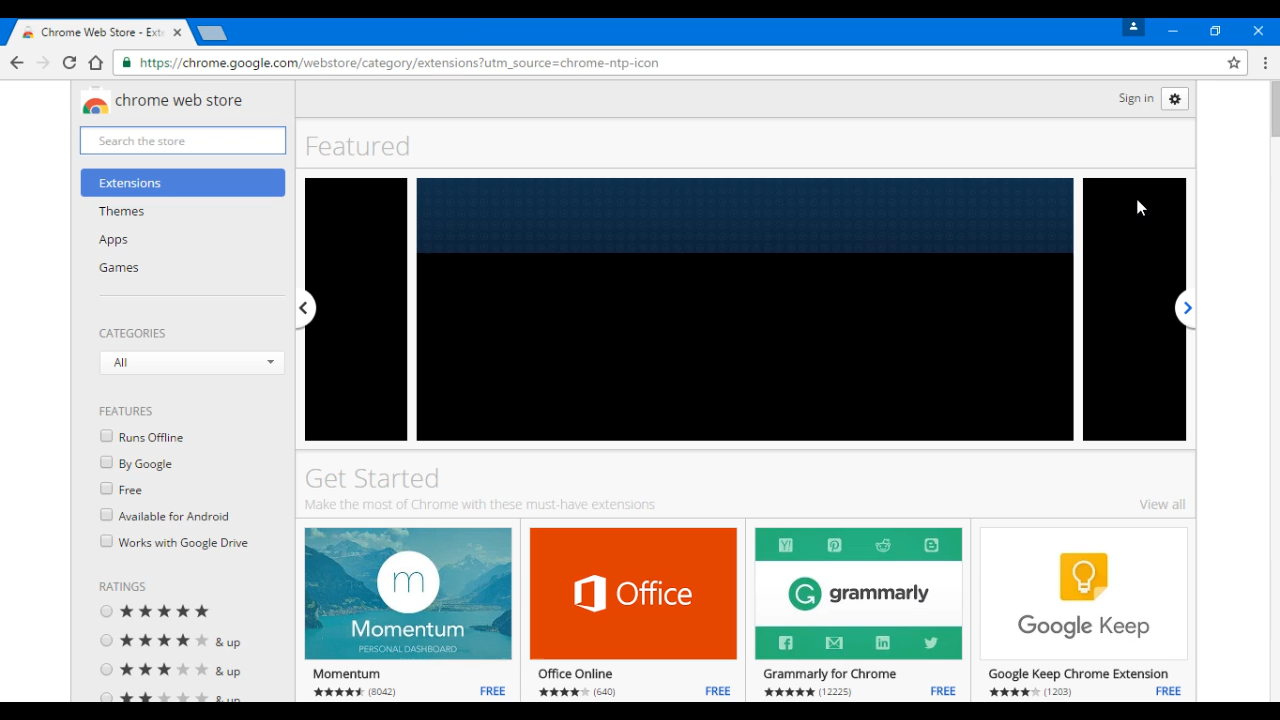 Chrome Web Store - Exte
https://chrome.google.com/webstore/category/extensions?utm_source=chrome-ntp-icon
chrome web store
Sign in
Search the store
Extensions
Themes
Apps
Games
CATEGORIES
All
FEATURES
Runs Offline
By Google
Free
Available for Android
Works with Google Drive
RATINGS
& up
& up
& up
Featured
Get Started
Make the most of Chrome with these must-have extensions
View all
m
Momentum
PERSONAL DASHBOARD
Momentum
(8042)
FREE
Office
Office Online
(640)
FREE
grammarly
Grammarly for Chrome
(12225)
FREE
Google Keep
Google Keep Chrome Extension
(1203)
FREE